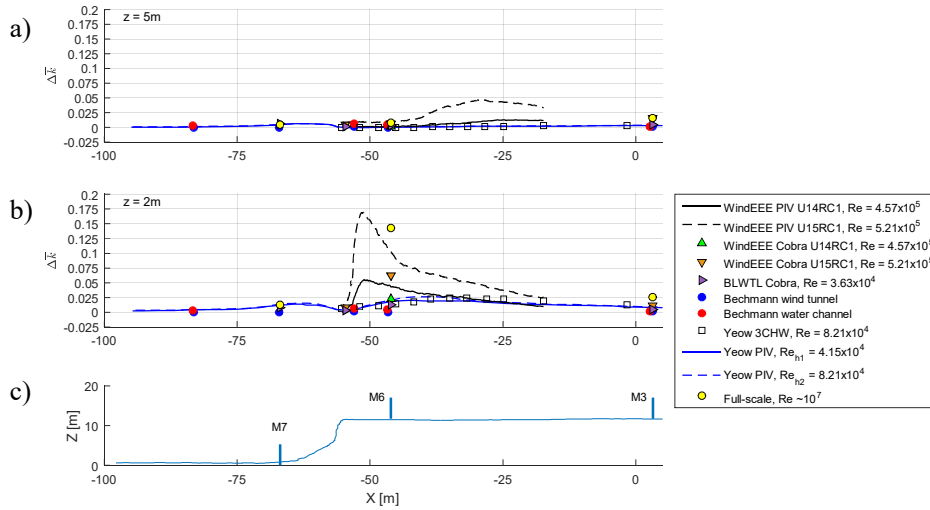 a)
z = 5m
0.2
0.175
0.15
0.125
0.1
0.075
0.05
0.025
0
-0.025
Δk̅
-100
-75
-50
-25
0
b)
z = 2m
0.2
0.175
0.15
0.125
0.1
0.075
0.05
0.025
0
-0.025
Δk̅
-100
-75
-50
-25
0
WindEEE PIV U14RC1, Re = 4.57x10⁵
WindEEE PIV U15RC1, Re = 5.21x10⁵
WindEEE Cobra U14RC1, Re = 4.57x10⁵
WindEEE Cobra U15RC1, Re = 5.21x10⁵
BLWTL Cobra, Re = 3.63x10⁴
Bechmann wind tunnel
Bechmann water channel
Yeow 3CHW, Re = 8.21x10⁴
Yeow PIV, Re_h1 = 4.15x10⁴
Yeow PIV, Re_h2 = 8.21x10⁴
Full-scale, Re ~10⁷
c)
20
10
0
Z [m]
M7
M6
M3
-100
-75
-50
-25
0
X [m]